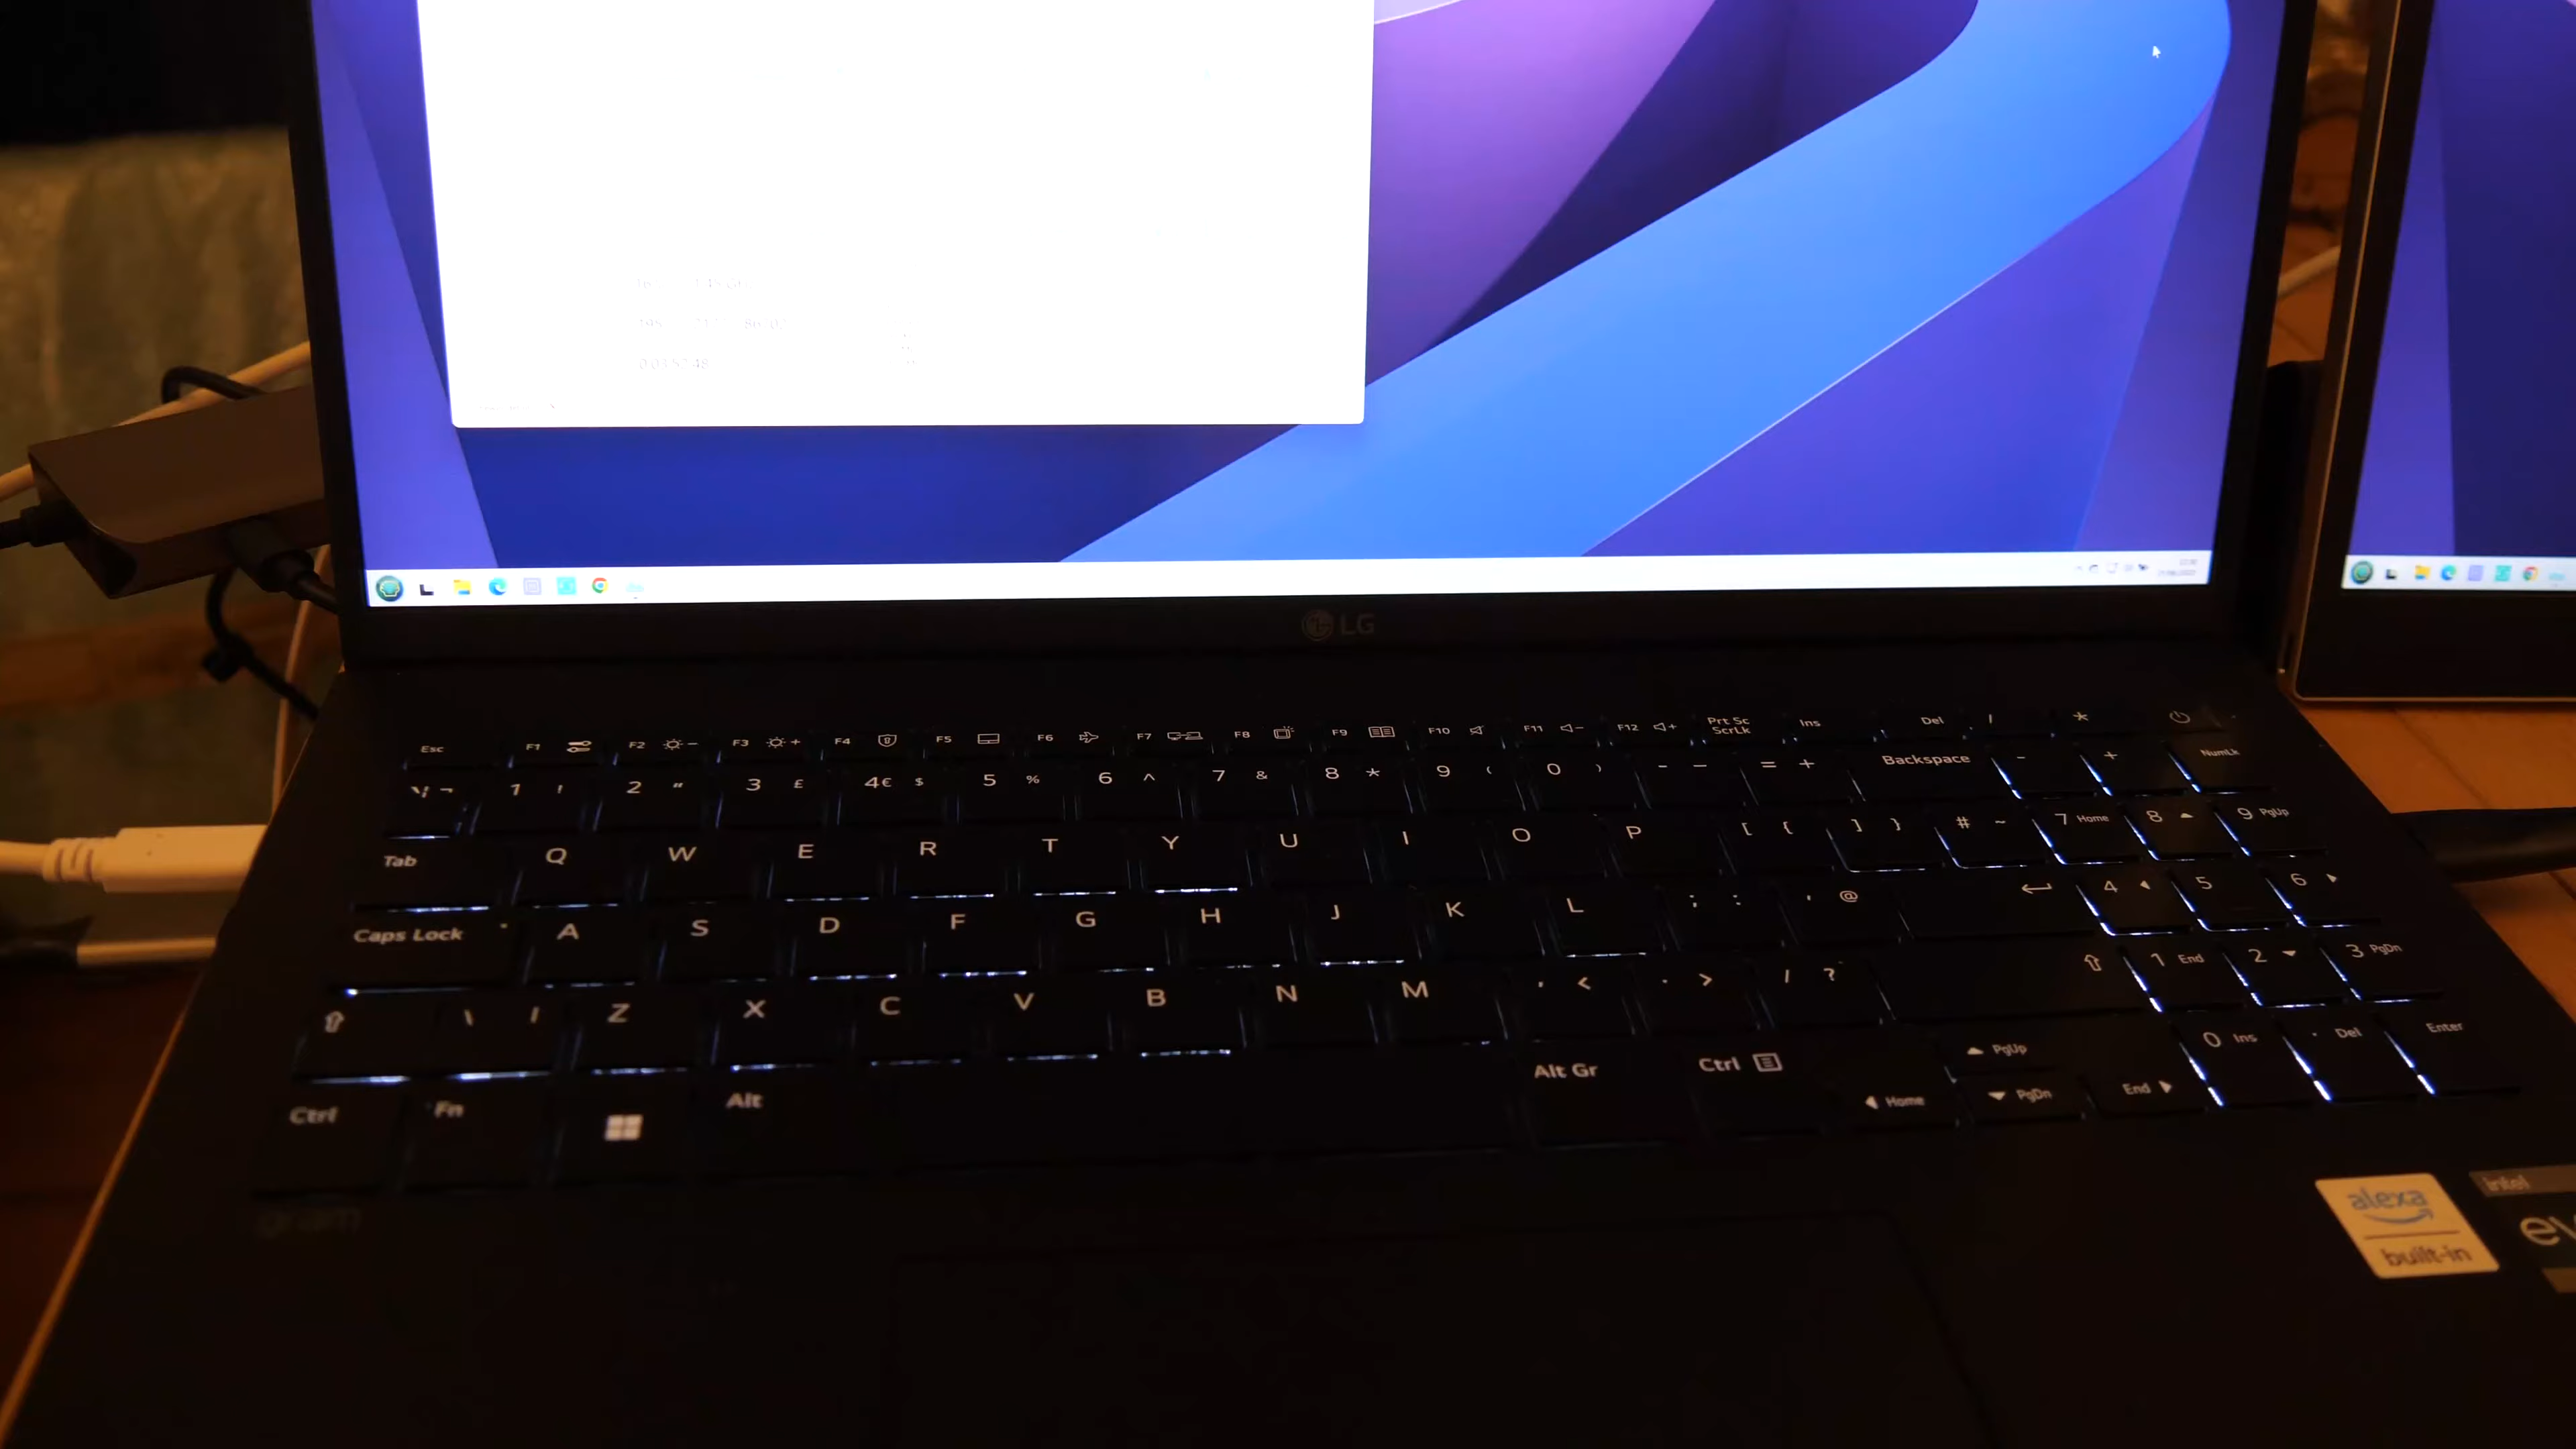 LG
Esc F1 F2 - F3 + F4 F5 F6 F7 F8 F9 F10 F11 - F12 + Prt Sc ScrLk Ins Del / *
¬ 1 ! 2 " 3 £ 4 € $ 5 % 6 ^ 7 & 8 * 9 ( 0 ) - _ = + Backspace - + NumLk
Tab Q W E R T Y U I O P [ { ] } # ~ 7 Home 8 9 PgUp
Caps Lock A S D F G H J K L ; : ' @ 4 5 6
\ | Z X C V B N M , < . > / ? 1 End 2 3 PgDn
Ctrl Fn Alt Alt Gr Ctrl Home PgUp PgDn End 0 Ins . Del Enter
gram
alexa
built-in
intel